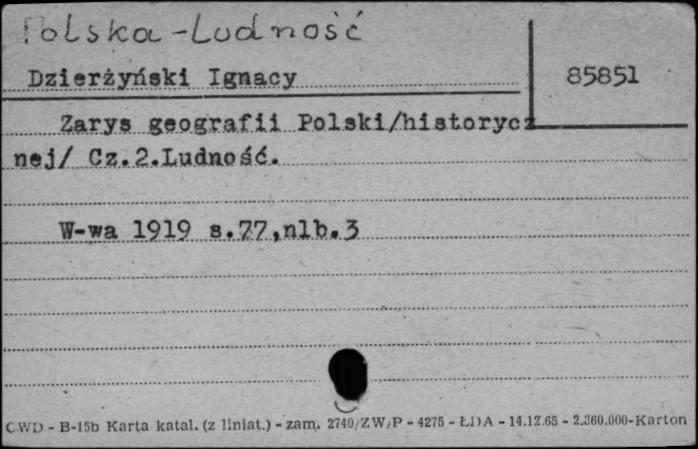 Polska-Ludność
Dzierżyński Ignacy
85851
Zarys geografii Polski/historycz
nej/ Cz.2.Ludność.
W-wa 1919 s.77,nlb.3
CWD - B-15b Karta katal. (z liniat.) - zam. 2740/ZW/P - 4275 - ŁDA - 14.12.65 - 2.360.000-Karton